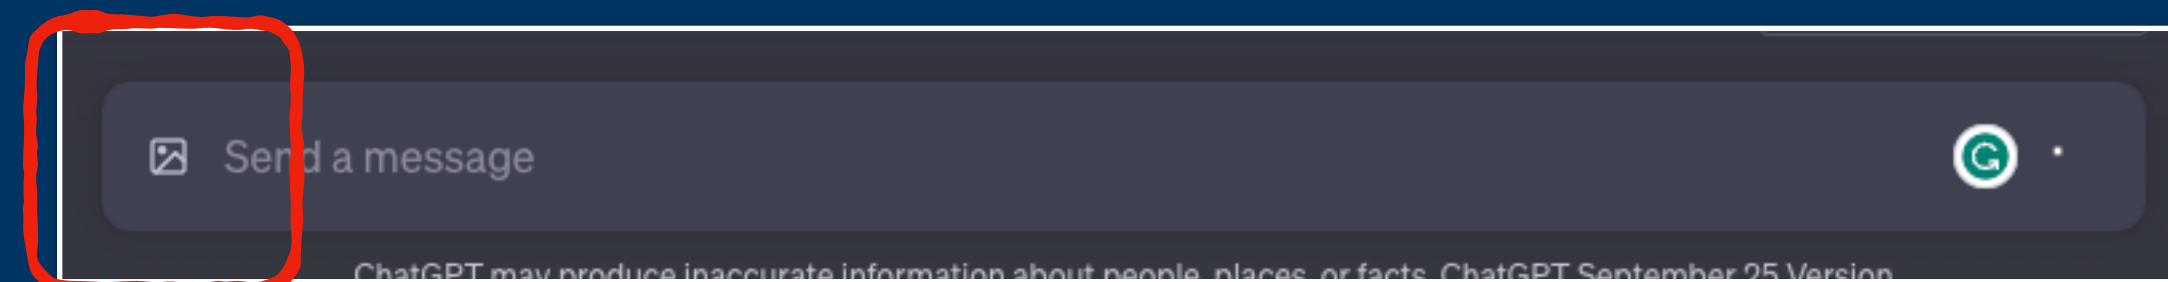 Send a message
ChatGPT may produce inaccurate information about people, places, or facts. ChatGPT September 25 Version